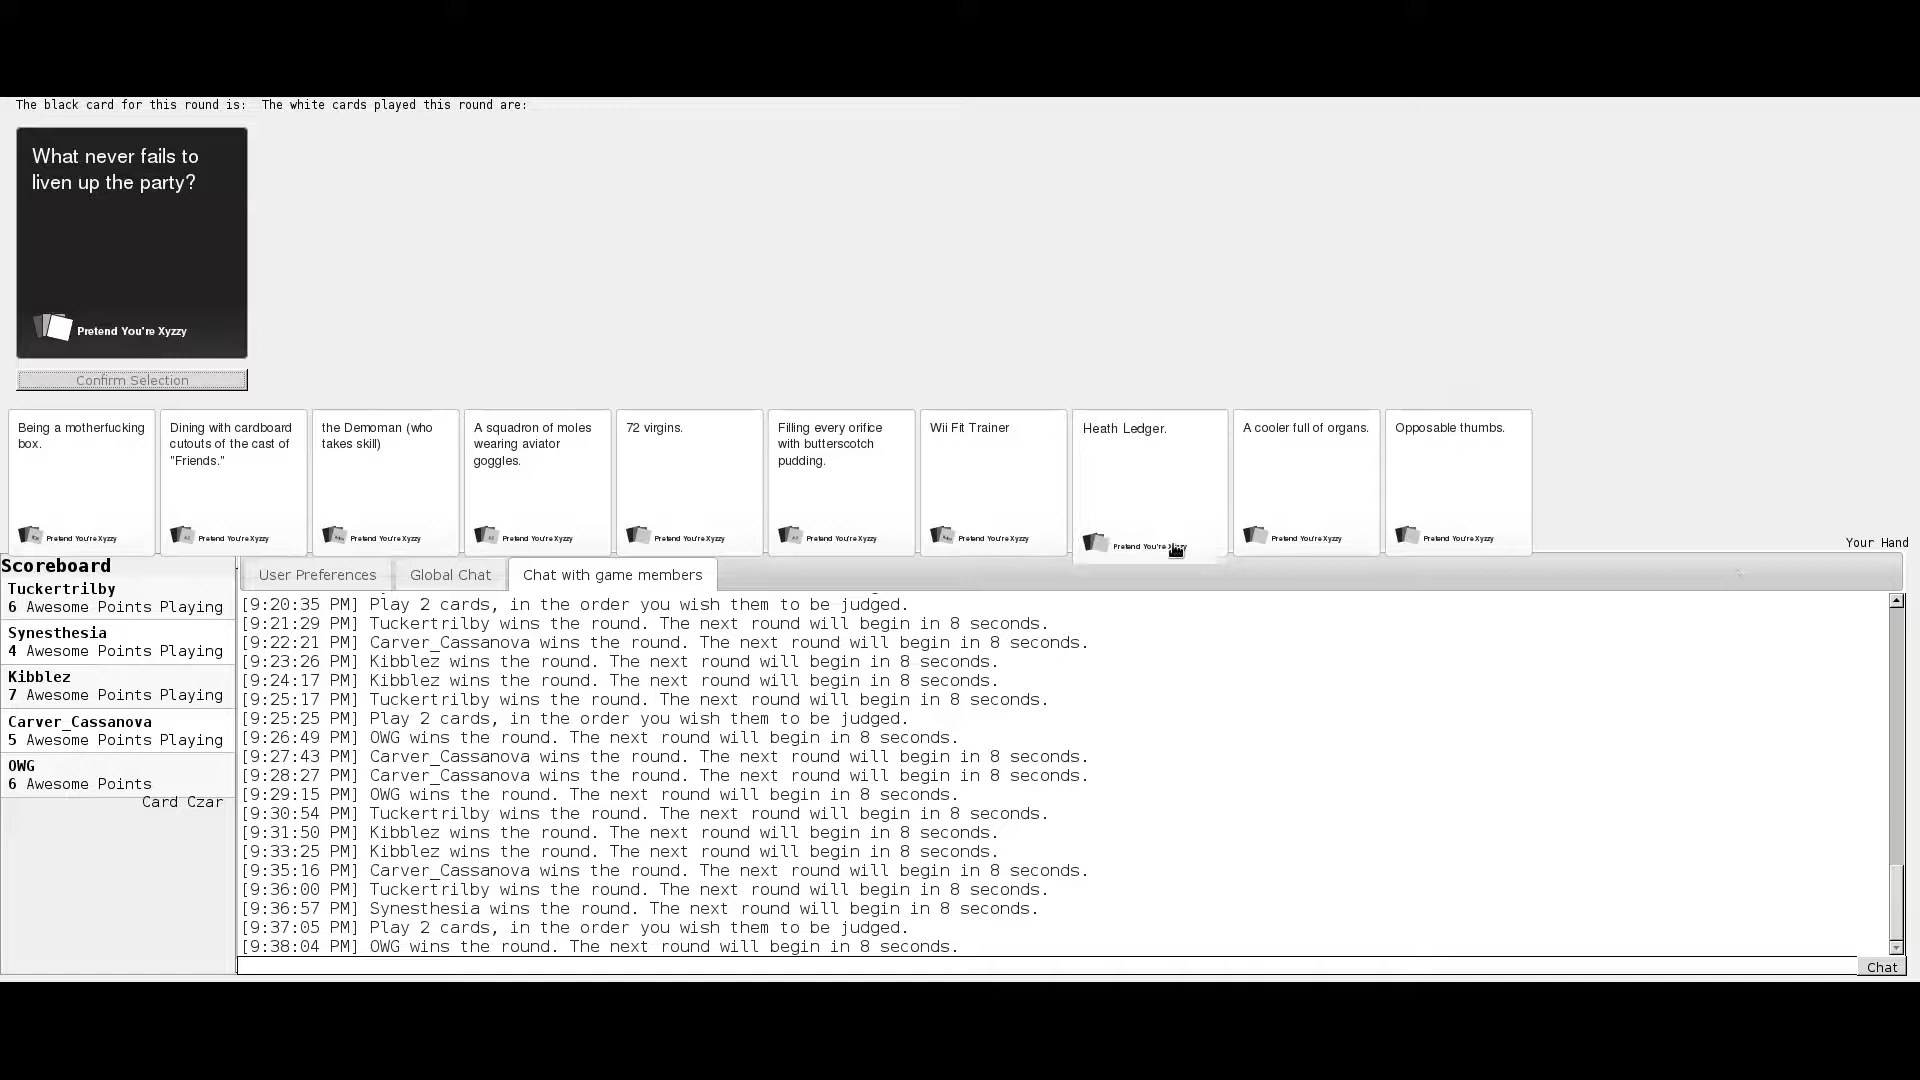 The black card for this round is: The white cards played this round are:
What never fails to
liven up the party?
Pretend You're Xyzzy
Confirm Selection
Being a motherfucking
box.
Pretend You're Xyzzy
Dining with cardboard
cutouts of the cast of
"Friends."
Pretend You're Xyzzy
the Demoman (who
takes skill)
Pretend You're Xyzzy
A squadron of moles
wearing aviator
goggles.
Pretend You're Xyzzy
72 virgins.
Pretend You're Xyzzy
Filling every orifice
with butterscotch
pudding.
Pretend You're Xyzzy
Wii Fit Trainer
Pretend You're Xyzzy
Heath Ledger.
Pretend You're Xyzzy
A cooler full of organs.
Pretend You're Xyzzy
Opposable thumbs.
Pretend You're Xyzzy
Your Hand
Scoreboard
Tuckertrilby
6 Awesome Points Playing
Synesthesia
4 Awesome Points Playing
Kibblez
7 Awesome Points Playing
Carver_Cassanova
5 Awesome Points Playing
OWG
6 Awesome Points
Card Czar
User Preferences
Global Chat
Chat with game members
[9:20:35 PM] Play 2 cards, in the order you wish them to be judged.
[9:21:29 PM] Tuckertrilby wins the round. The next round will begin in 8 seconds.
[9:22:21 PM] Carver_Cassanova wins the round. The next round will begin in 8 seconds.
[9:23:26 PM] Kibblez wins the round. The next round will begin in 8 seconds.
[9:24:17 PM] Kibblez wins the round. The next round will begin in 8 seconds.
[9:25:17 PM] Tuckertrilby wins the round. The next round will begin in 8 seconds.
[9:25:25 PM] Play 2 cards, in the order you wish them to be judged.
[9:26:49 PM] OWG wins the round. The next round will begin in 8 seconds.
[9:27:43 PM] Carver_Cassanova wins the round. The next round will begin in 8 seconds.
[9:28:27 PM] Carver_Cassanova wins the round. The next round will begin in 8 seconds.
[9:29:15 PM] OWG wins the round. The next round will begin in 8 seconds.
[9:30:54 PM] Tuckertrilby wins the round. The next round will begin in 8 seconds.
[9:31:50 PM] Kibblez wins the round. The next round will begin in 8 seconds.
[9:33:25 PM] Kibblez wins the round. The next round will begin in 8 seconds.
[9:35:16 PM] Carver_Cassanova wins the round. The next round will begin in 8 seconds.
[9:36:00 PM] Tuckertrilby wins the round. The next round will begin in 8 seconds.
[9:36:57 PM] Synesthesia wins the round. The next round will begin in 8 seconds.
[9:37:05 PM] Play 2 cards, in the order you wish them to be judged.
[9:38:04 PM] OWG wins the round. The next round will begin in 8 seconds.
Chat